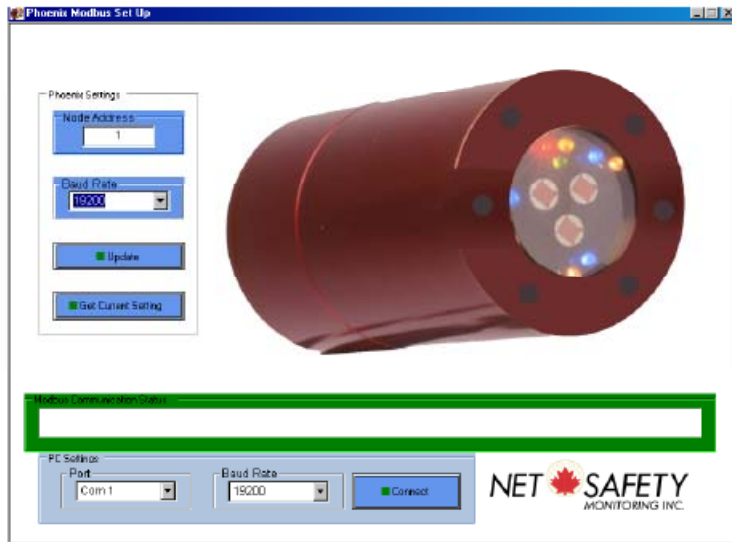 Phoenix Modbus Set Up
Phoenix Settings
Node Address
1
Baud Rate
19200
Update
Get Current Setting
Modbus Communication Status
PC Settings
Port
Com 1
Baud Rate
19200
Connect
NET SAFETY
MONITORING INC.